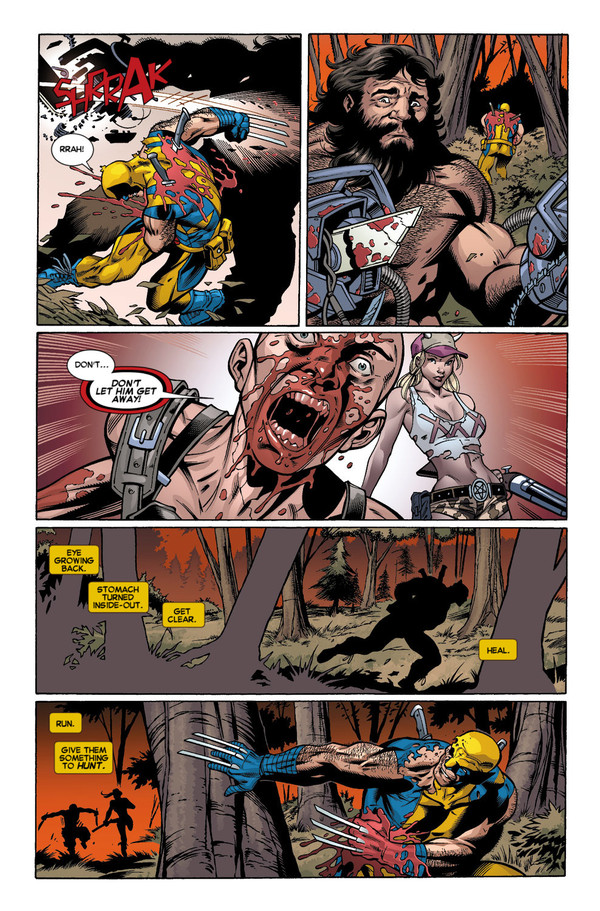 SHRRAK
RRAH!
DON'T...
DON'T
LET HIM GET
AWAY!
EYE
GROWING
BACK.
STOMACH
TURNED
INSIDE-OUT.
GET
CLEAR.
HEAL.
RUN.
GIVE THEM
SOMETHING
TO HUNT.